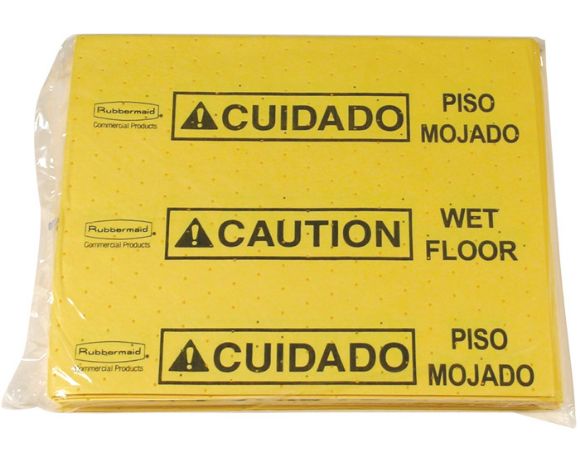 Rubbermaid
Commercial Products
CUIDADO
PISO
MOJADO
Rubbermaid
Commercial Products
CAUTION
WET
FLOOR
Rubbermaid
Commercial Products
CUIDADO
PISO
MOJADO